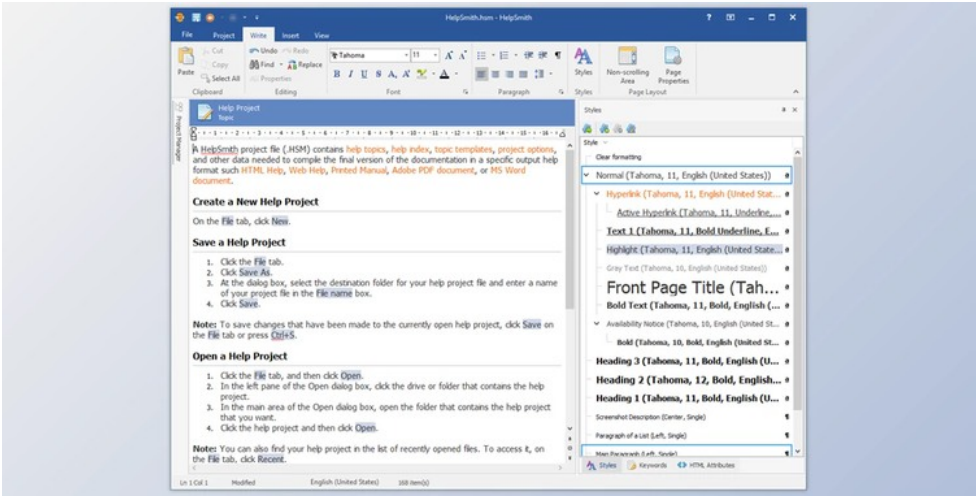 HelpSmith.hsm - HelpSmith
File Project Write Insert View
Cut
Copy
Select All
Paste
Clipboard
Undo Redo
Find Replace
Properties
Editing
Tahoma 11
B I U S A
Font
Paragraph
Styles
Styles
Non-scrolling Area
Page Properties
Page Layout
Project Manager
Help Project
Topic
1 2 3 4 5 6 7 8 9 10 11 12 13 14 15 16
A HelpSmth project file (.HSM) contains help topics, help index, topic templates, project options,
and other data needed to compile the final version of the documentation in a specific output help
format such HTML Help, Web Help, Printed Manual, Adobe PDF document, or MS Word
document.
Create a New Help Project
On the File tab, click New.
Save a Help Project
1. Click the File tab.
2. Click Save As.
3. At the dialog box, select the destination folder for your help project file and enter a name
of your project file in the File name box.
4. Click Save.
Note: To save changes that have been made to the currently open help project, click Save on
the File tab or press Ctrl+S.
Open a Help Project
1. Click the File tab, and then click Open.
2. In the left pane of the Open dialog box, click the drive or folder that contains the help
project.
3. In the main area of the Open dialog box, open the folder that contains the help project
that you want.
4. Click the help project and then click Open.
Note: You can also find your help project in the list of recently opened files. To access it, on
the File tab, click Recent.
Styles
Style
Clear formatting
Normal (Tahoma, 11, English (United States))
Hyperlink (Tahoma, 11, English (United Stat...
Active Hyperlink (Tahoma, 11, Underline,...
Text 1 (Tahoma, 11, Bold Underline, E...
Highlight (Tahoma, 11, English (United State...
Gray Text (Tahoma, 10, English (United States))
Front Page Title (Tah...
Bold Text (Tahoma, 11, Bold, English (...
Availability Notice (Tahoma, 10, English (United St...
Bold (Tahoma, 10, Bold, English (United St...
Heading 3 (Tahoma, 11, Bold, English (U...
Heading 2 (Tahoma, 12, Bold, English...
Heading 1 (Tahoma, 11, Bold, English (U...
Screenshot Description (Center, Single)
Paragraph of a List (Left, Single)
Main Paragraph (Left, Single)
Styles Keywords HTML Attributes
Ln 1 Col 1 Modified English (United States) 168 item(s)